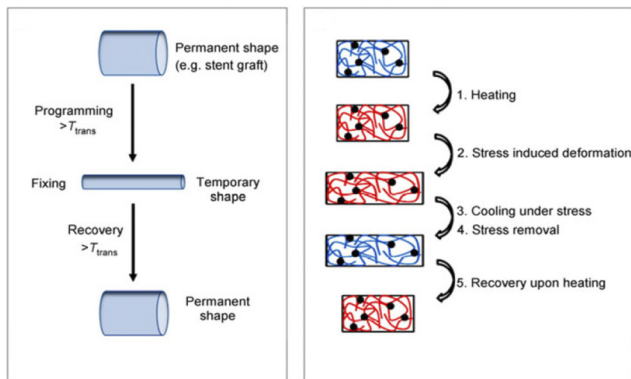 Permanent shape
(e.g. stent graft)
Programming
>Ttrans
Fixing
Temporary
shape
Recovery
>Ttrans
Permanent
shape
1. Heating
2. Stress induced deformation
3. Cooling under stress
4. Stress removal
5. Recovery upon heating